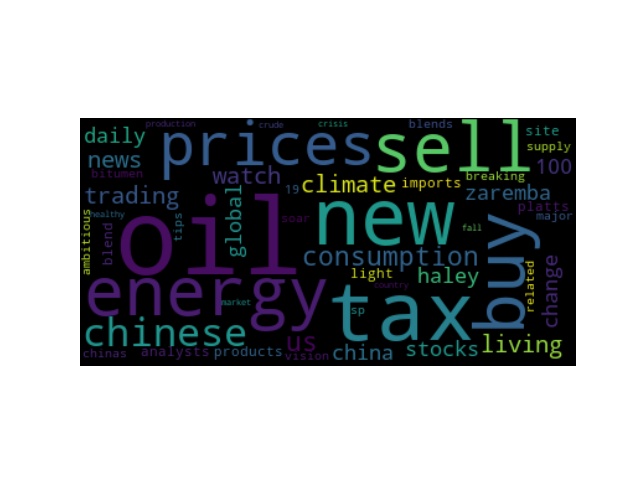 production crude crisis blends
daily prices sell site
news supply
bitumen watch climate imports breaking 100
trading 19 zaremba
healthy oil global new platts
ambitious tips soar fall buy major
blend consumption
energy light haley related change
market country
chinese tax
sp
us stocks living
chinas analysts products vision china